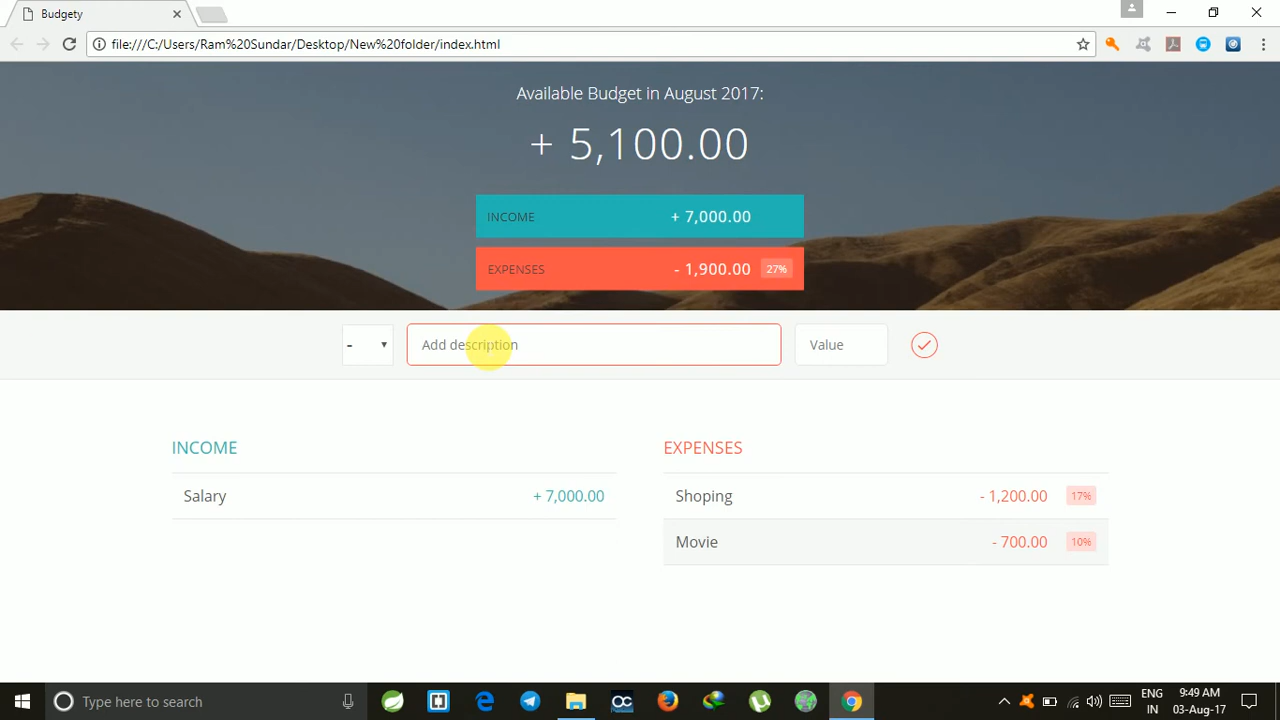 Budgety
file:///C:/Users/Ram%20Sundar/Desktop/New%20folder/index.html
Available Budget in August 2017:
+ 5,100.00
INCOME + 7,000.00
EXPENSES - 1,900.00 27%
- Add description Value
INCOME
Salary + 7,000.00
EXPENSES
Shoping - 1,200.00 17%
Movie - 700.00 10%
Type here to search
OC
ENG 9:49 AM
IN 03-Aug-17